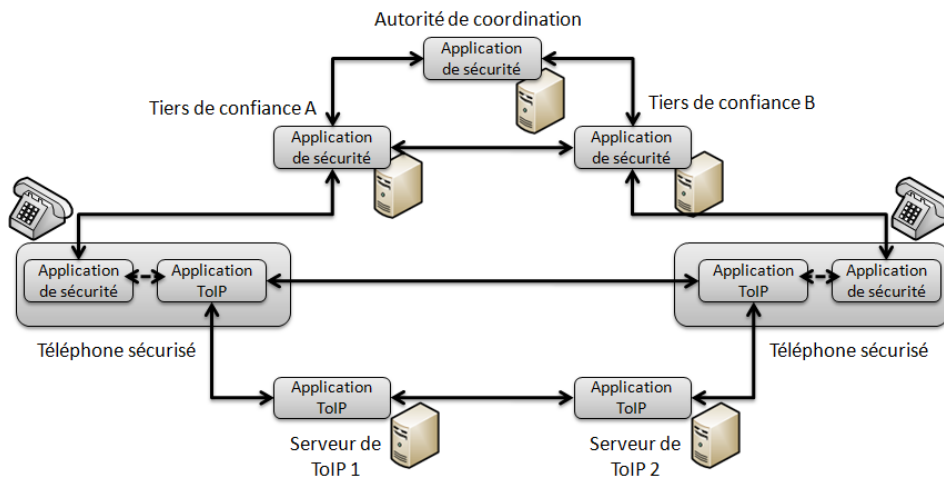 Autorité de coordination
Application
de sécurité
Tiers de confiance A
Tiers de confiance B
Application
de sécurité
Application
de sécurité
Application
de sécurité
Application
ToIP
Application
ToIP
Application
de sécurité
Téléphone sécurisé
Téléphone sécurisé
Application
ToIP
Application
ToIP
Serveur de
ToIP 1
Serveur de
ToIP 2